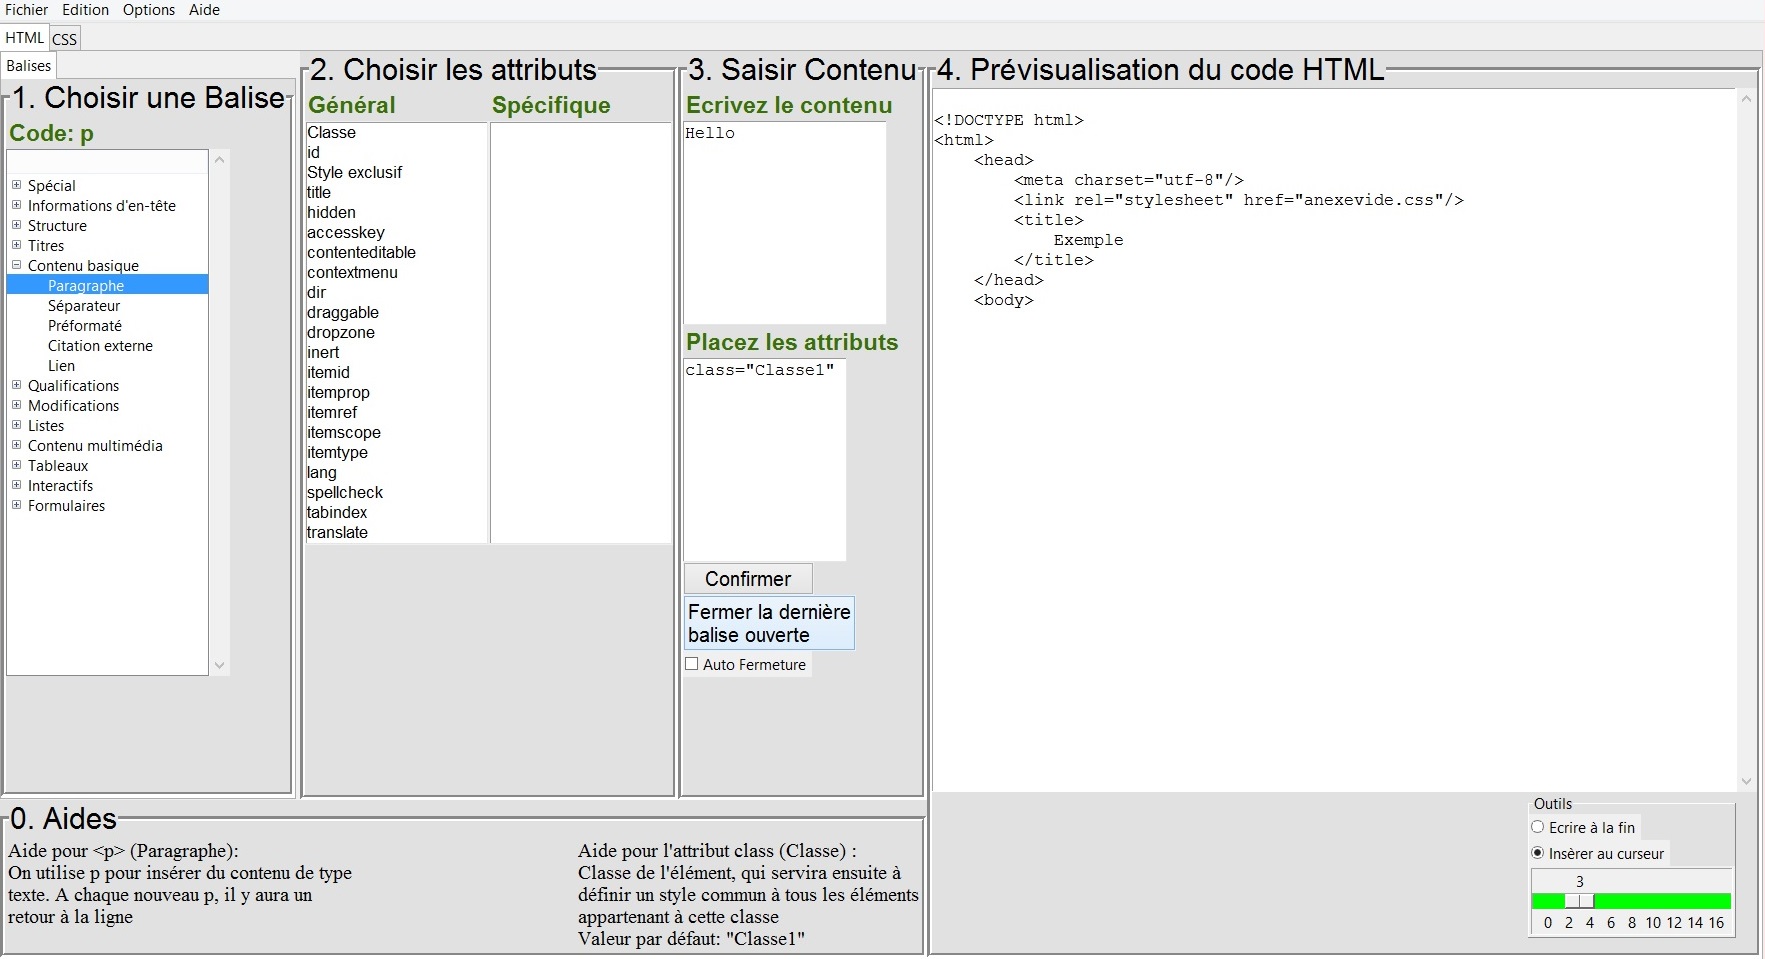 Fichier Edition Options Aide
HTML CSS
Balises
1. Choisir une Balise
Code: p
Spécial
Informations d'en-tête
Structure
Titres
Contenu basique
Paragraphe
Séparateur
Préformaté
Citation externe
Lien
Qualifications
Modifications
Listes
Contenu multimédia
Tableaux
Interactifs
Formulaires
2. Choisir les attributs
Général Spécifique
Classe
id
Style exclusif
title
hidden
accesskey
contenteditable
contextmenu
dir
draggable
dropzone
inert
itemid
itemprop
itemref
itemscope
itemtype
lang
spellcheck
tabindex
translate
3. Saisir Contenu
Ecrivez le contenu
Hello
Placez les attributs
class="Classe1"
Confirmer
Fermer la dernière
balise ouverte
Auto Fermeture
4. Prévisualisation du code HTML
<!DOCTYPE html>
<html>
    <head>
        <meta charset="utf-8"/>
        <link rel="stylesheet" href="anexevide.css"/>
        <title>
            Exemple
        </title>
    </head>
    <body>
0. Aides
Aide pour <p> (Paragraphe):
On utilise p pour insérer du contenu de type
texte. A chaque nouveau p, il y aura un
retour à la ligne
Aide pour l'attribut class (Classe) :
Classe de l'élément, qui servira ensuite à
définir un style commun à tous les éléments
appartenant à cette classe
Valeur par défaut: "Classe1"
Outils
Ecrire à la fin
Insèrer au curseur
3
0 2 4 6 8 10 12 14 16